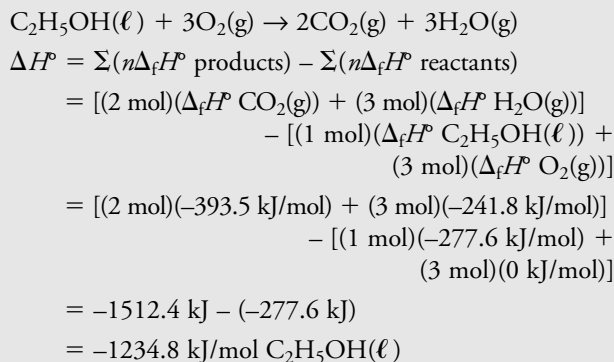 C₂H₅OH(ℓ) + 3O₂(g) → 2CO₂(g) + 3H₂O(g)
ΔH° = Σ(nΔfH° products) – Σ(nΔfH° reactants)
= [(2 mol)(ΔfH° CO₂(g)) + (3 mol)(ΔfH° H₂O(g))]
– [(1 mol)(ΔfH° C₂H₅OH(ℓ)) +
(3 mol)(ΔfH° O₂(g))]
= [(2 mol)(–393.5 kJ/mol) + (3 mol)(–241.8 kJ/mol)]
– [(1 mol)(–277.6 kJ/mol) +
(3 mol)(0 kJ/mol)]
= –1512.4 kJ – (–277.6 kJ)
= –1234.8 kJ/mol C₂H₅OH(ℓ)